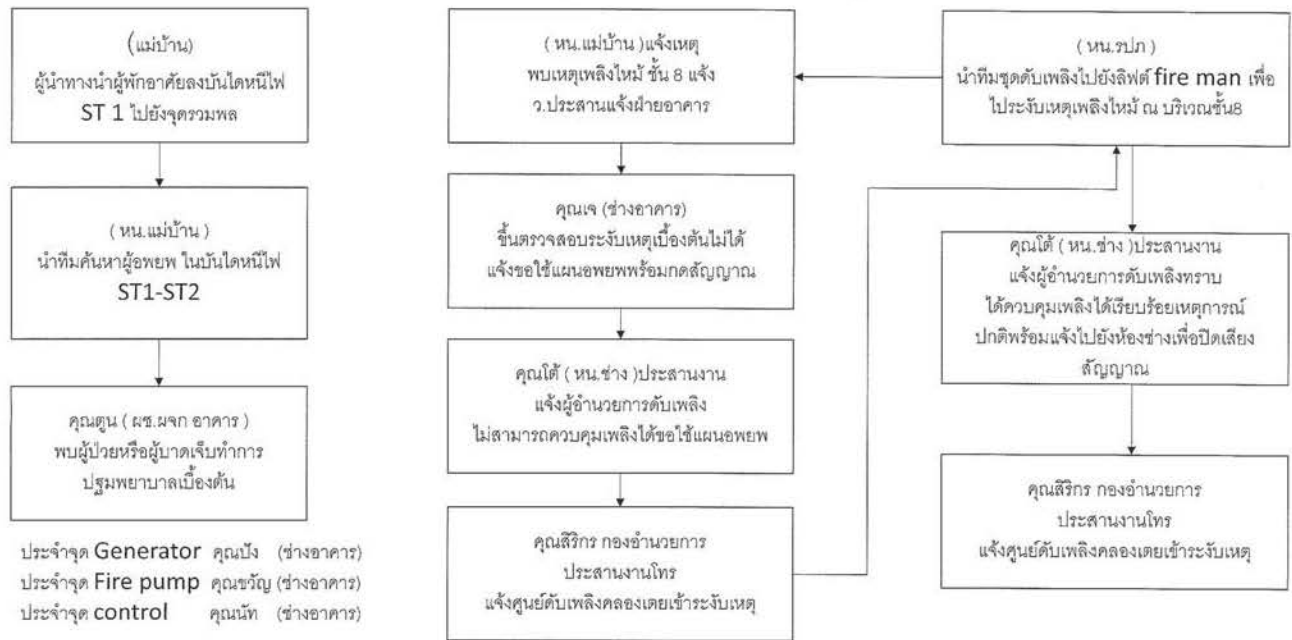 (แม่บ้าน)
ผู้นำทางนำผู้พักอาศัยลงบันไดหนีไฟ
ST 1 ไปยังจุดรวมพล
( หน.แม่บ้าน )
นำทีมค้นหาผู้อพยพ ในบันไดหนีไฟ
ST1-ST2
คุณตูน ( ผช.ผจก อาคาร )
พบผู้ป่วยหรือผู้บาดเจ็บทำการ
ปฐมพยาบาลเบื้องต้น
ประจำจุด Generator คุณปัง (ช่างอาคาร)
ประจำจุด Fire pump คุณขวัญ (ช่างอาคาร)
ประจำจุด control คุณนัท (ช่างอาคาร)
( หน.แม่บ้าน )แจ้งเหตุ
พบเหตุเพลิงไหม้ ชั้น 8 แจ้ง
ว.ประสานแจ้งฝ่ายอาคาร
คุณเจ (ช่างอาคาร)
ขึ้นตรวจสอบระงับเหตุเบื้องต้นไม่ได้
แจ้งขอใช้แผนอพยพพร้อมกดสัญญาณ
คุณโต้ ( หน.ช่าง )ประสานงาน
แจ้งผู้อำนวยการดับเพลิง
ไม่สามารถควบคุมเพลิงได้ขอใช้แผนอพยพ
คุณสิริกร กองอำนวยการ
ประสานงานโทร
แจ้งศูนย์ดับเพลิงคลองเตยเข้าระงับเหตุ
( หน.รปภ )
นำทีมชุดดับเพลิงไปยังลิฟต์ fire man เพื่อ
ไประงับเหตุเพลิงไหม้ ณ บริเวณชั้น8
คุณโต้ ( หน.ช่าง )ประสานงาน
แจ้งผู้อำนวยการดับเพลิงทราบ
ได้ควบคุมเพลิงได้เรียบร้อยเหตุการณ์
ปกติพร้อมแจ้งไปยังห้องช่างเพื่อปิดเสียง
สัญญาณ
คุณสิริกร กองอำนวยการ
ประสานงานโทร
แจ้งศูนย์ดับเพลิงคลองเตยเข้าระงับเหตุ